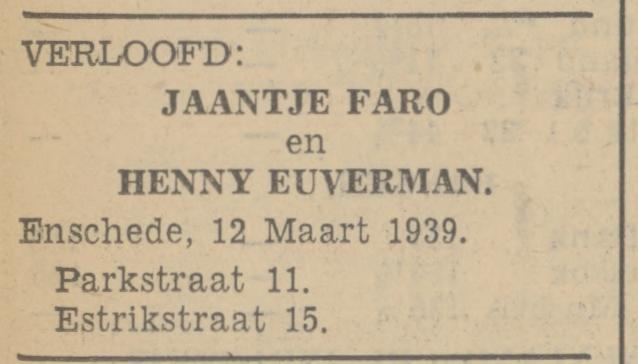 VERLOOFD:
JAANTJE FARO
en
HENNY EUVERMAN.
Enschede, 12 Maart 1939.
Parkstraat 11.
Estrikstraat 15.